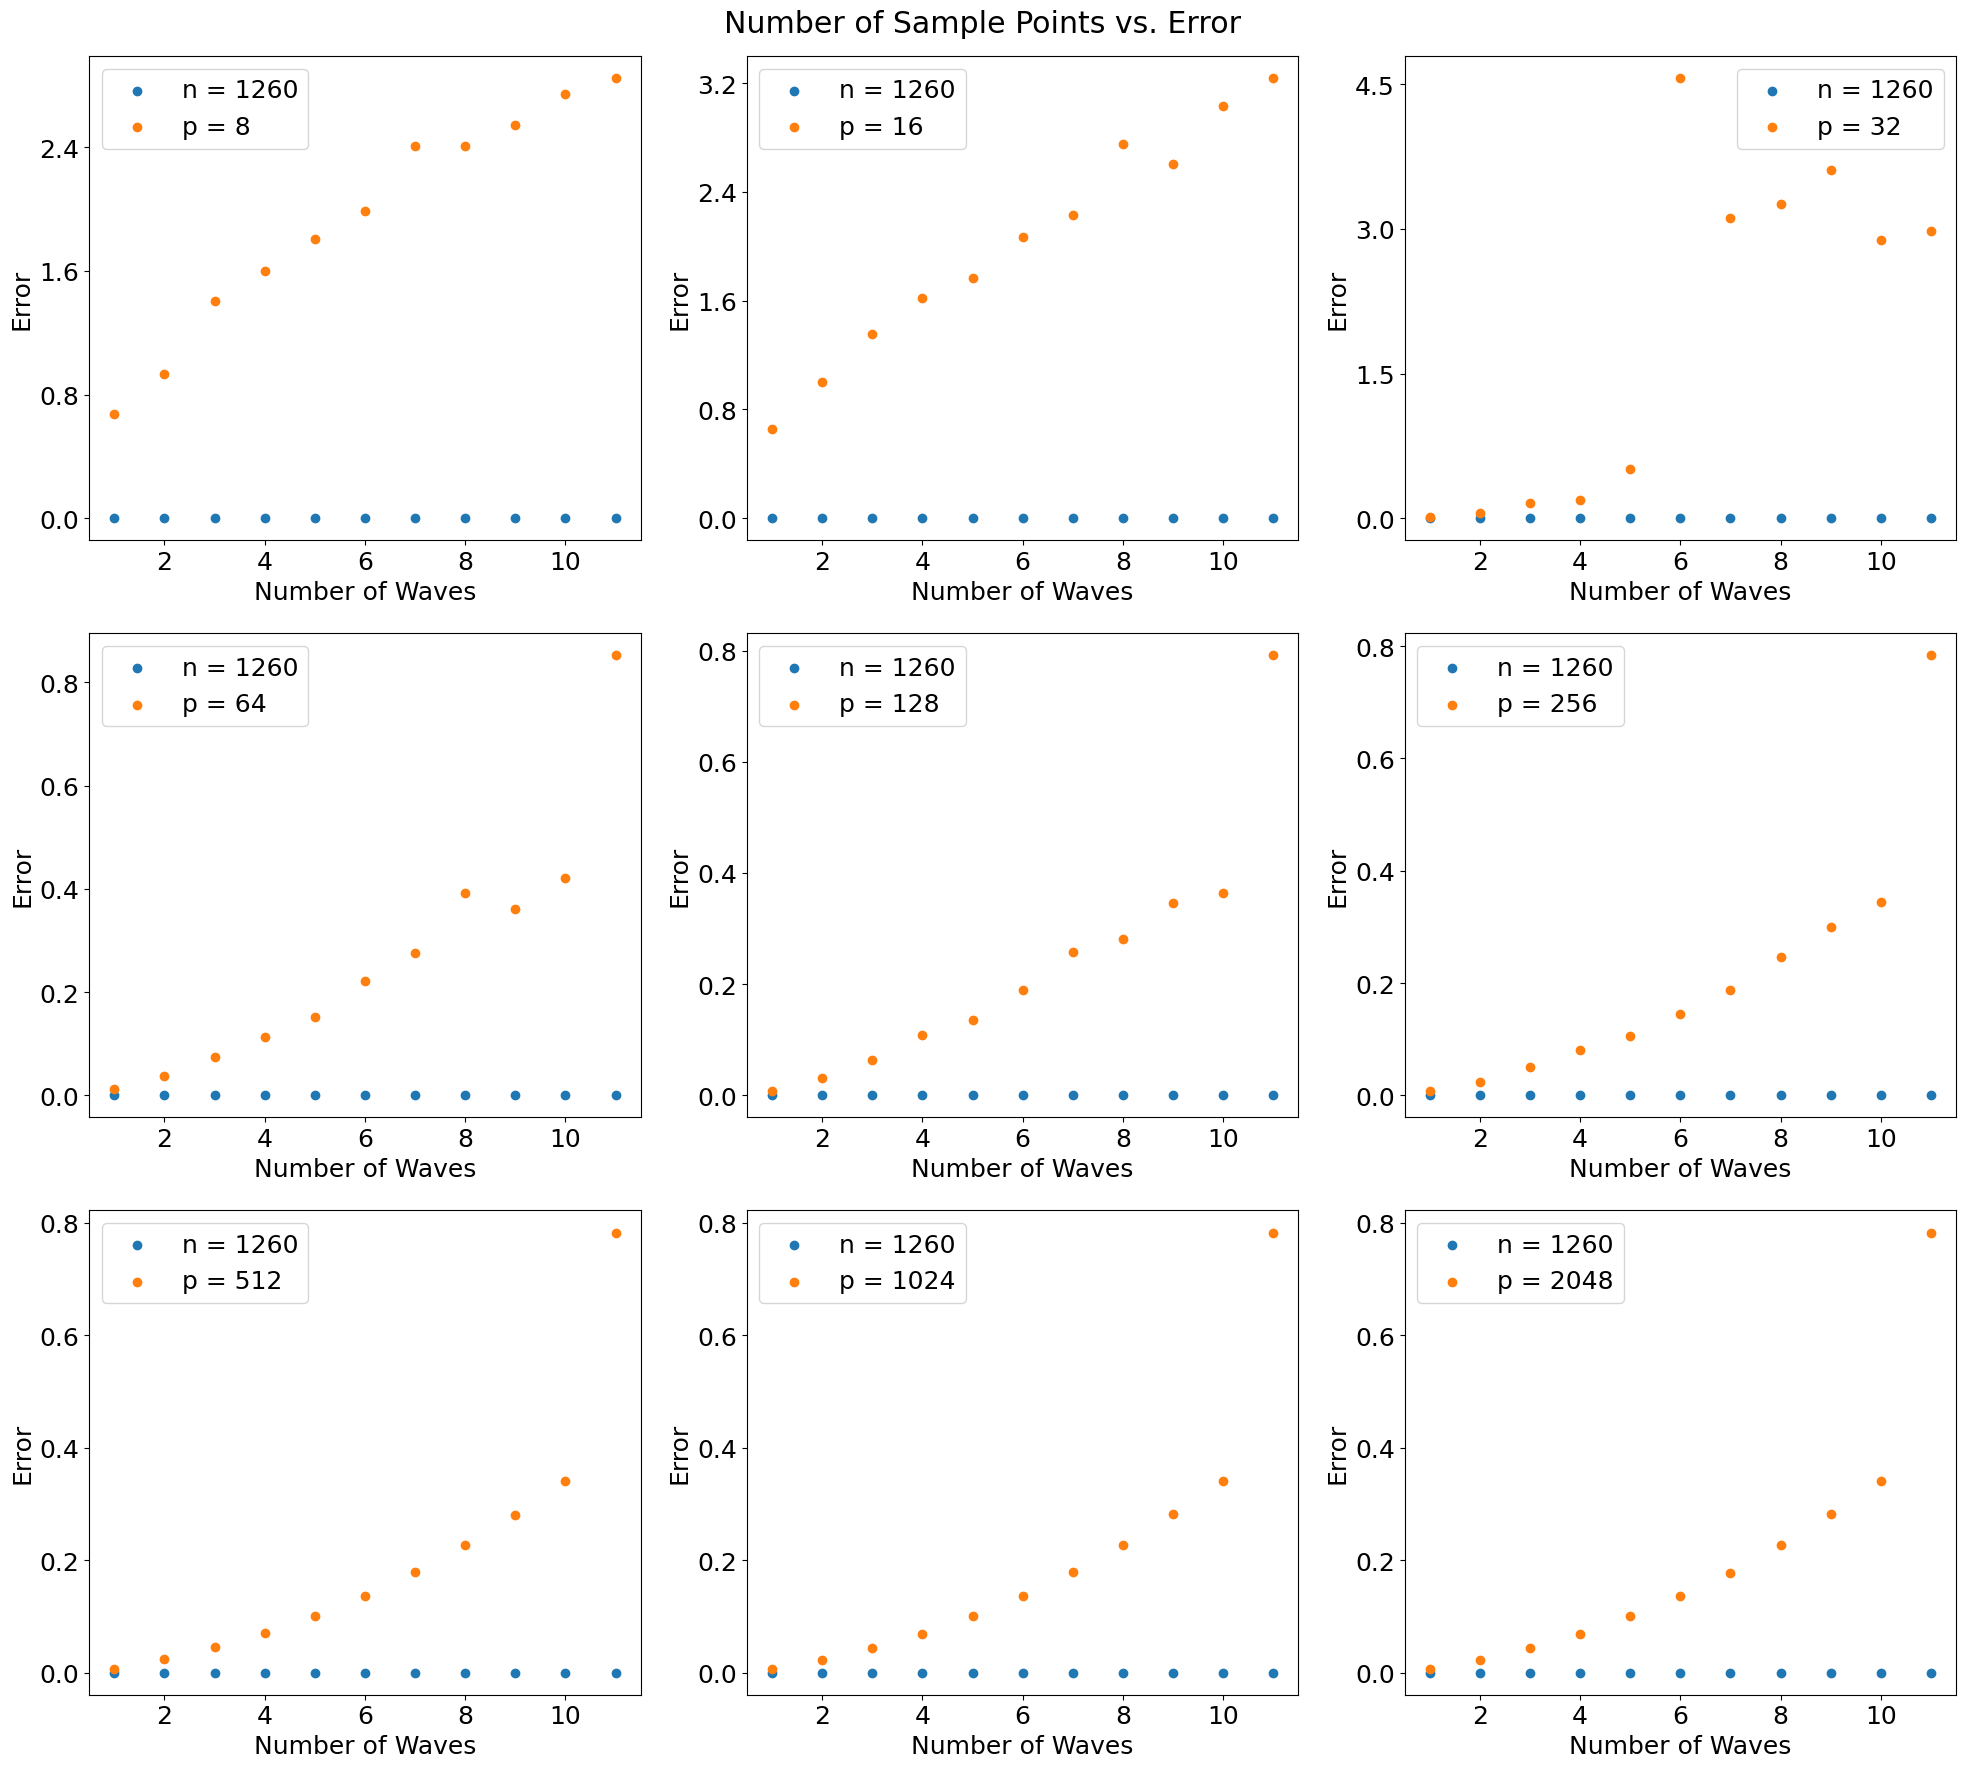 Number of Sample Points vs. Error
n = 1260
p = 8
2.4
1.6
0.8
0.0
Error
2 4 6 8 10
Number of Waves
n = 1260
p = 16
3.2
2.4
1.6
0.8
0.0
Error
2 4 6 8 10
Number of Waves
n = 1260
p = 32
4.5
3.0
1.5
0.0
Error
2 4 6 8 10
Number of Waves
n = 1260
p = 64
0.8
0.6
0.4
0.2
0.0
Error
2 4 6 8 10
Number of Waves
n = 1260
p = 128
0.8
0.6
0.4
0.2
0.0
Error
2 4 6 8 10
Number of Waves
n = 1260
p = 256
0.8
0.6
0.4
0.2
0.0
Error
2 4 6 8 10
Number of Waves
n = 1260
p = 512
0.8
0.6
0.4
0.2
0.0
Error
2 4 6 8 10
Number of Waves
n = 1260
p = 1024
0.8
0.6
0.4
0.2
0.0
Error
2 4 6 8 10
Number of Waves
n = 1260
p = 2048
0.8
0.6
0.4
0.2
0.0
Error
2 4 6 8 10
Number of Waves